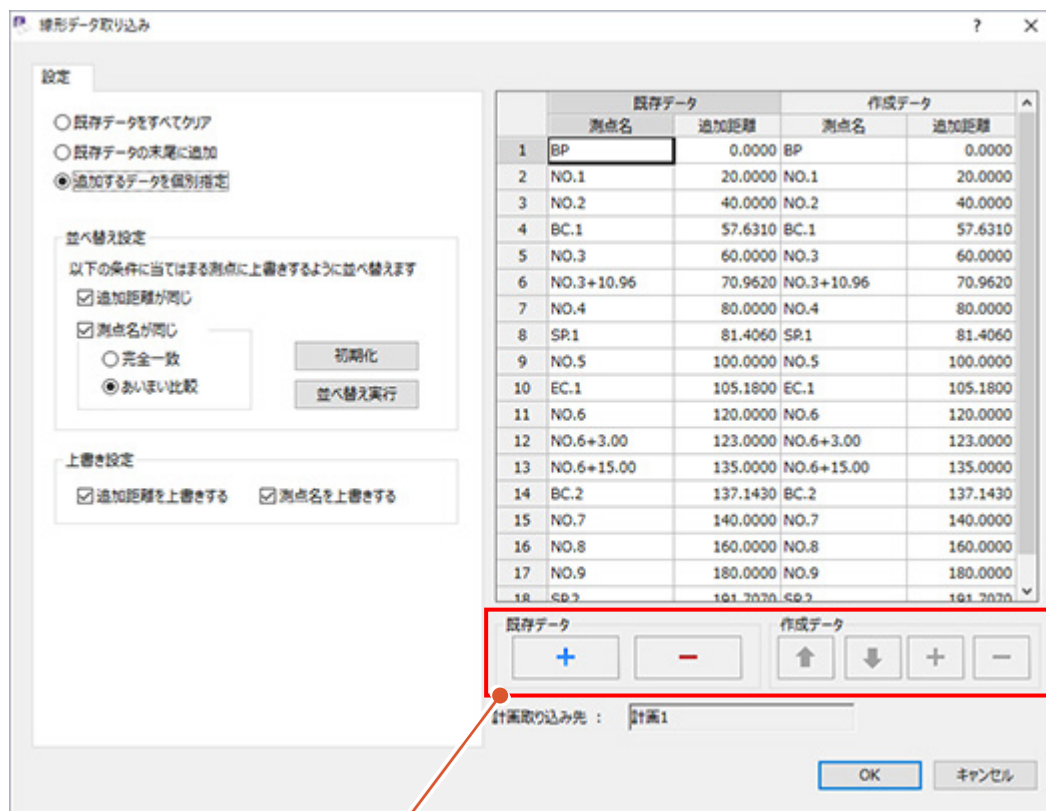 線形データ取り込み
設定
既存データをすべてクリア
既存データの末尾に追加
追加するデータを個別指定
並べ替え設定
以下の条件に当てはまる測点に上書きするように並べ替えます
追加距離が同じ
測点名が同じ
完全一致
あいまい比較
初期化
並べ替え実行
上書き設定
追加距離を上書きする 測点名を上書きする
既存データ 作成データ
測点名 追加距離 測点名 追加距離
1 BP 0.0000 BP 0.0000
2 NO.1 20.0000 NO.1 20.0000
3 NO.2 40.0000 NO.2 40.0000
4 BC.1 57.6310 BC.1 57.6310
5 NO.3 60.0000 NO.3 60.0000
6 NO.3+10.96 70.9620 NO.3+10.96 70.9620
7 NO.4 80.0000 NO.4 80.0000
8 SP.1 81.4060 SP.1 81.4060
9 NO.5 100.0000 NO.5 100.0000
10 EC.1 105.1800 EC.1 105.1800
11 NO.6 120.0000 NO.6 120.0000
12 NO.6+3.00 123.0000 NO.6+3.00 123.0000
13 NO.6+15.00 135.0000 NO.6+15.00 135.0000
14 BC.2 137.1430 BC.2 137.1430
15 NO.7 140.0000 NO.7 140.0000
16 NO.8 160.0000 NO.8 160.0000
17 NO.9 180.0000 NO.9 180.0000
18 SP.2 191.7070 SP.2 191.7070
既存データ 作成データ
計画取り込み先 : 計画1
OK キャンセル